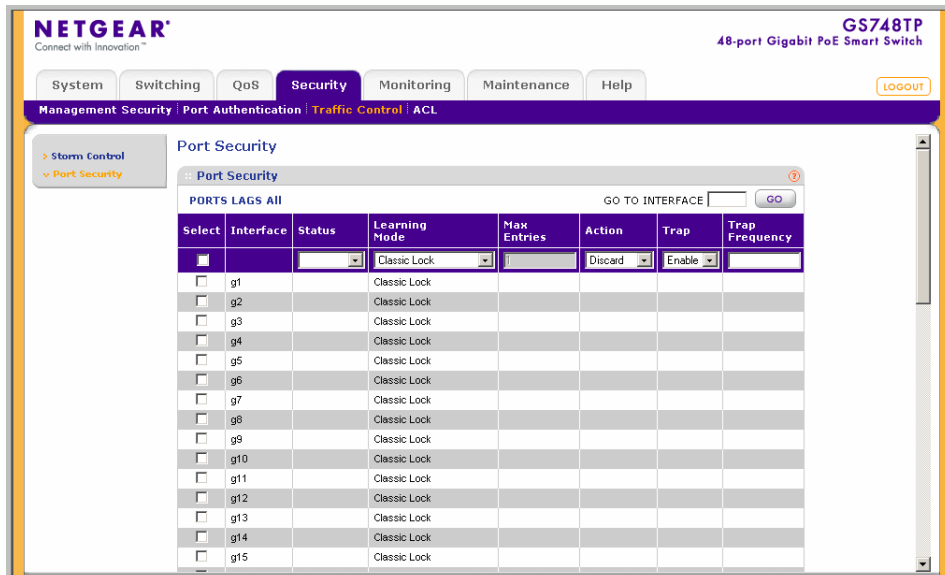 NETGEAR®
Connect with Innovation™
GS748TP
48-port Gigabit PoE Smart Switch
System Switching QoS Security Monitoring Maintenance Help
LOGOUT
Management Security Port Authentication Traffic Control ACL
> Storm Control
Port Security
Port Security
:: Port Security ?
PORTS LAGS All GO TO INTERFACE GO
Select Interface Status Learning Mode Max Entries Action Trap Trap Frequency
Classic Lock 1 Discard Enable
g1 Classic Lock
g2 Classic Lock
g3 Classic Lock
g4 Classic Lock
g5 Classic Lock
g6 Classic Lock
g7 Classic Lock
g8 Classic Lock
g9 Classic Lock
g10 Classic Lock
g11 Classic Lock
g12 Classic Lock
g13 Classic Lock
g14 Classic Lock
g15 Classic Lock